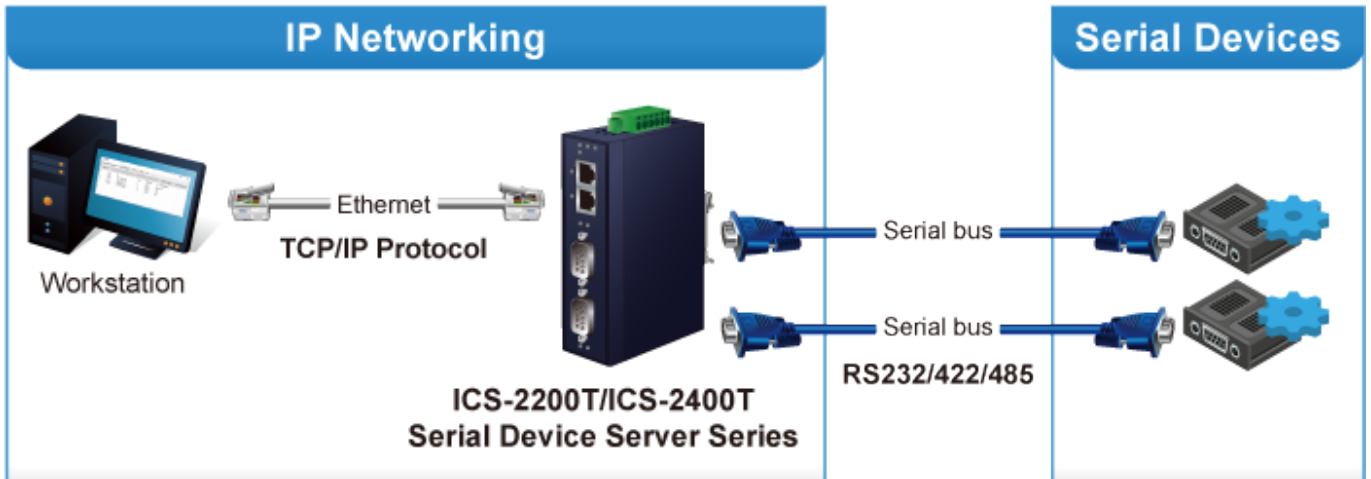 IP Networking
Serial Devices
Ethernet
TCP/IP Protocol
Workstation
Serial bus
Serial bus
RS232/422/485
ICS-2200T/ICS-2400T
Serial Device Server Series